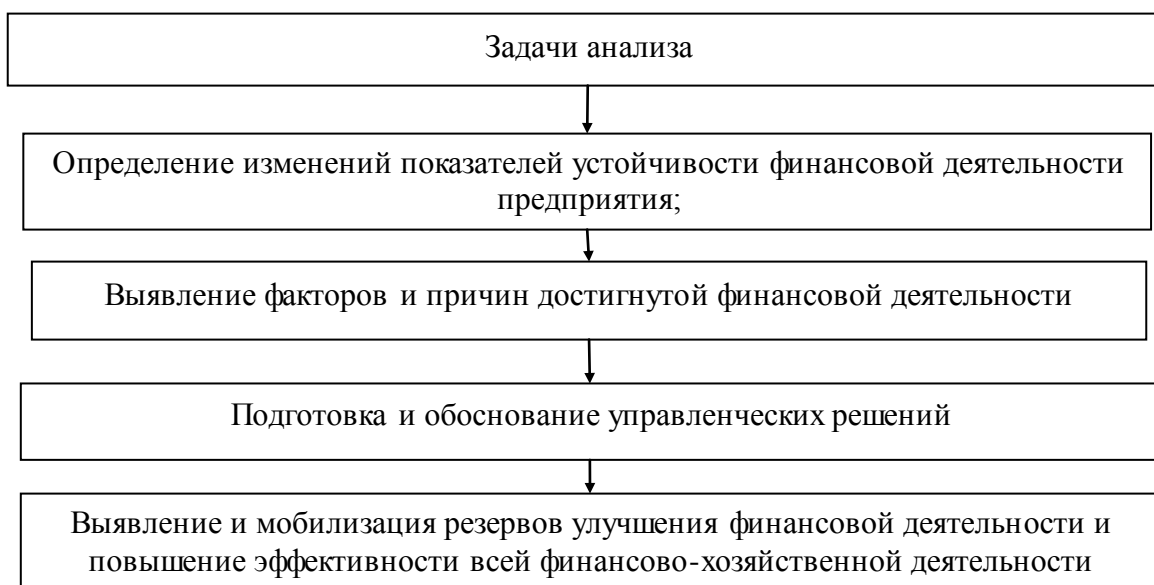 Задачи анализа
Определение изменений показателей устойчивости финансовой деятельности
предприятия;
Выявление факторов и причин достигнутой финансовой деятельности
Подготовка и обоснование управленческих решений
Выявление и мобилизация резервов улучшения финансовой деятельности и
повышение эффективности всей финансово-хозяйственной деятельности